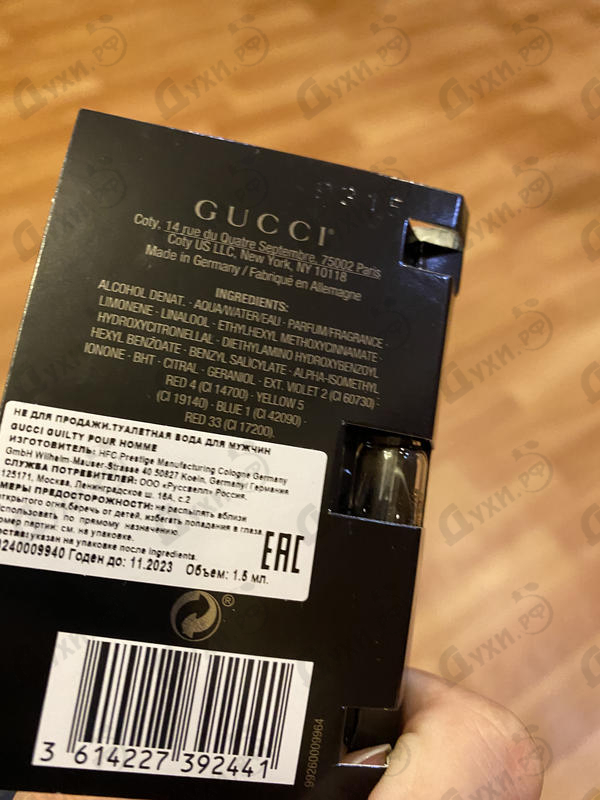 0315
GUCCI®
Coty, 14 rue du Quatre Septembre, 75002 Paris
Coty US LLC, New York, NY 10118
Made in Germany / Fabriqué en Allemagne
INGREDIENTS:
ALCOHOL DENAT. · AQUA/WATER/EAU · PARFUM/FRAGRANCE ·
LIMONENE · LINALOOL · ETHYLHEXYL METHOXYCINNAMATE ·
HYDROXYCITRONELLAL · DIETHYLAMINO HYDROXYBENZOYL
HEXYL BENZOATE · BENZYL SALICYLATE · ALPHA-ISOMETHYL
IONONE · BHT · CITRAL · GERANIOL · EXT. VIOLET 2 (CI 60730) ·
RED 4 (CI 14700) · YELLOW 5
(CI 19140) · BLUE 1 (CI 42090) ·
RED 33 (CI 17200).
НЕ ДЛЯ ПРОДАЖИ.ТУАЛЕТНАЯ ВОДА ДЛЯ МУЖЧИН
GUCCI GUILTY POUR HOMME
ИЗГОТОВИТЕЛЬ: HFC Prestige Manufacturing Cologne Germany
GmbH Wilhelm-Mauser-Strasse 40 50827 Koeln, Germany/ Германия
СЛУЖБА ПОТРЕБИТЕЛЕЙ: ООО «Русселл» Россия,
125171, Москва, Ленинградское ш. 16А, с.2
МЕРЫ ПРЕДОСТОРОЖНОСТИ: не распылять вблизи
открытого огня,беречь от детей, избегать попадания в глаза.
Использовать по прямому назначению.
Номер партии: см. на упаковке.
Состав:указан на упаковке после Ingredients.
0240009940 Годен до: 11.2023 Объем: 1.5 мл.
EAC
®
3 614227 392441
99260009964
Духи.РФ